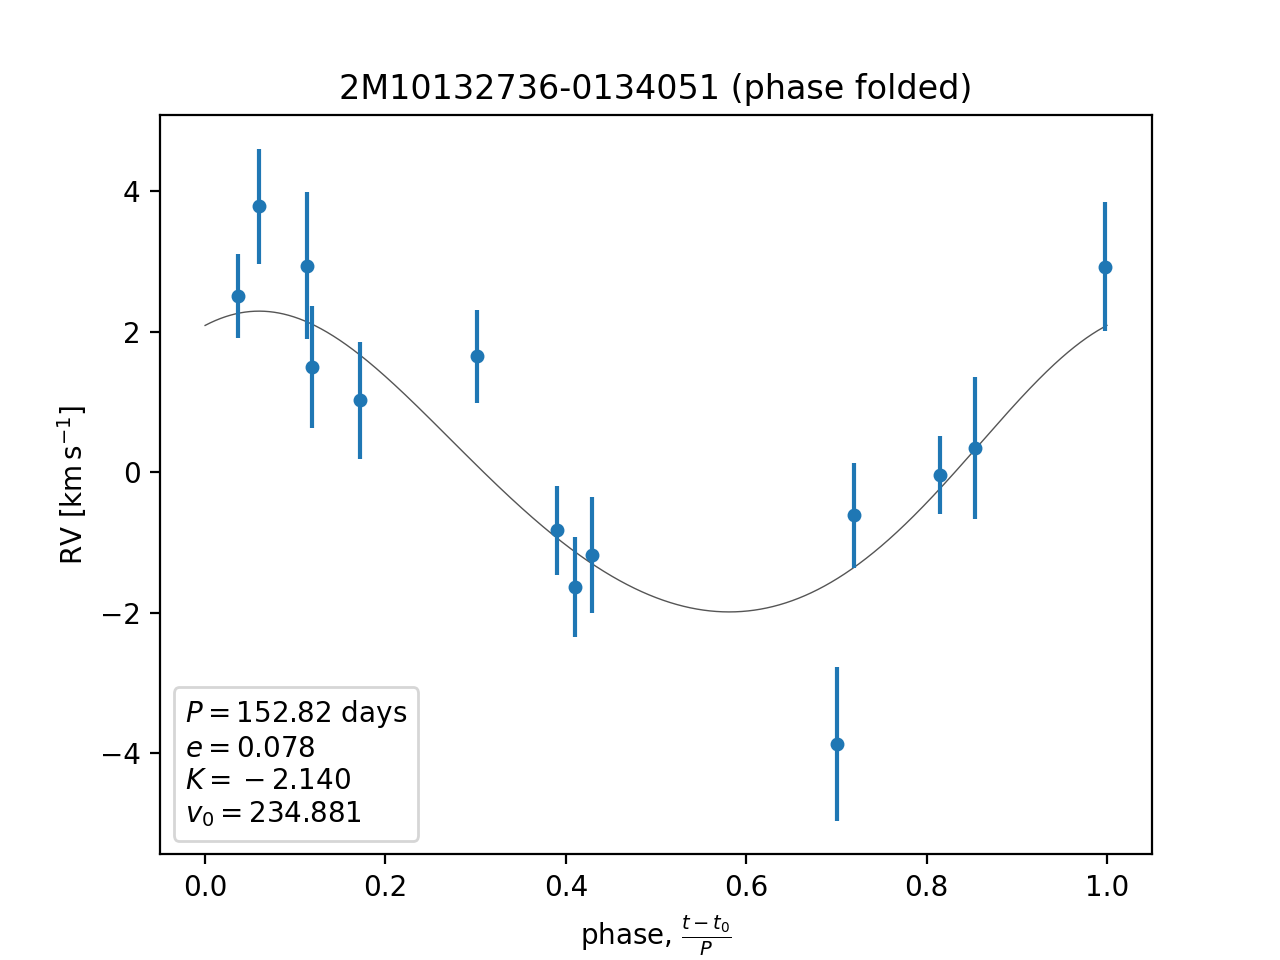 2M10132736-0134051 (phase folded)
RV [km s⁻¹]
4
2
0
−2
−4
P = 152.82 days
e = 0.078
K = −2.140
v₀ = 234.881
0.0 0.2 0.4 0.6 0.8 1.0
phase, (t − t₀)/P